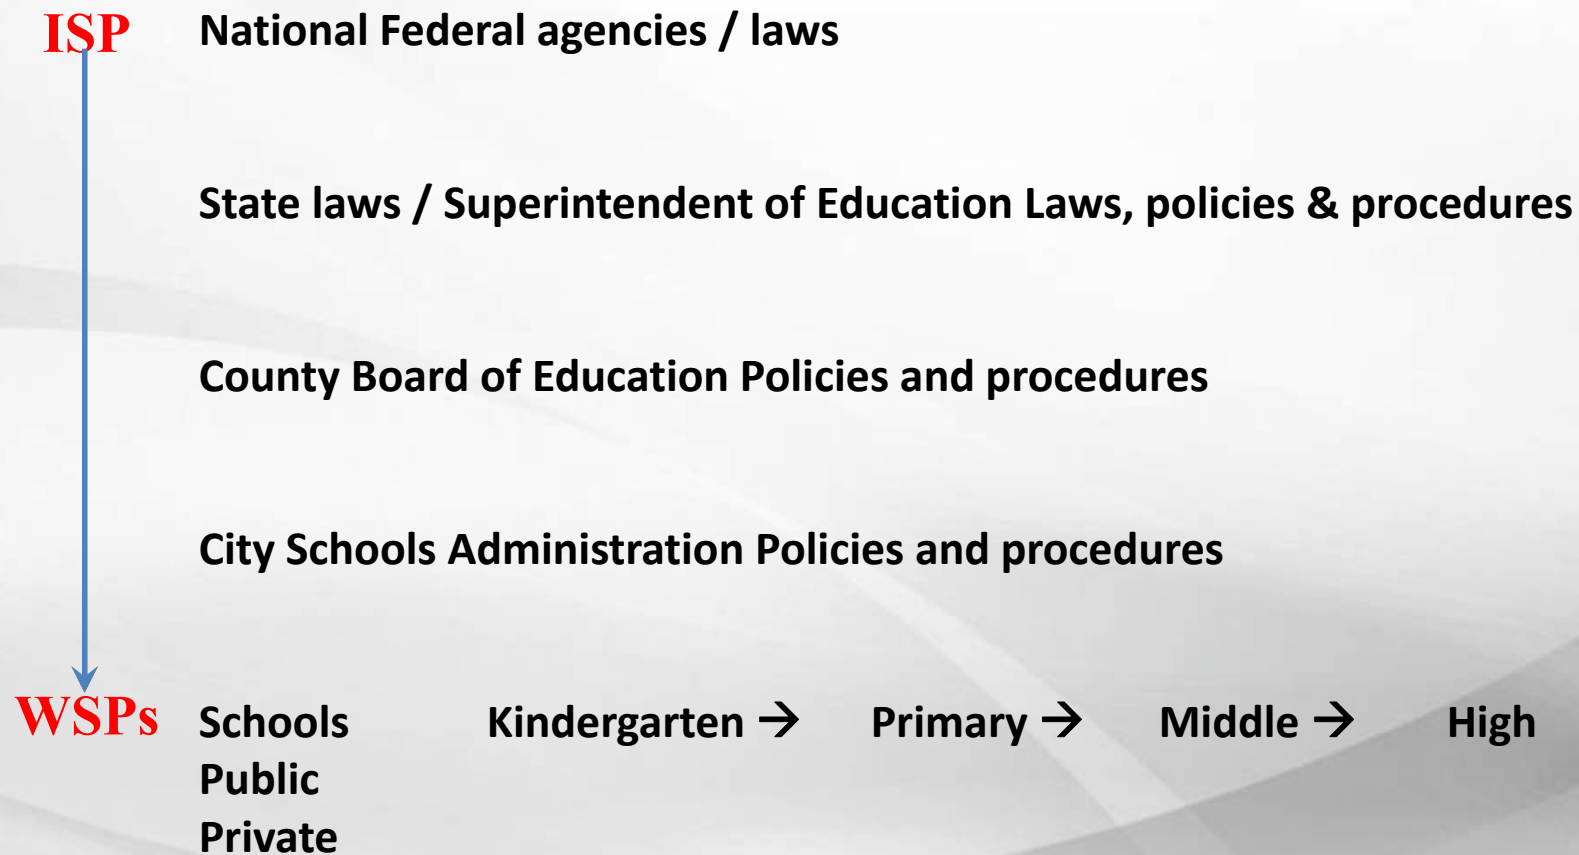 ISP National Federal agencies / laws
State laws / Superintendent of Education Laws, policies & procedures
County Board of Education Policies and procedures
City Schools Administration Policies and procedures
WSPs Schools Kindergarten → Primary → Middle → High
Public
Private